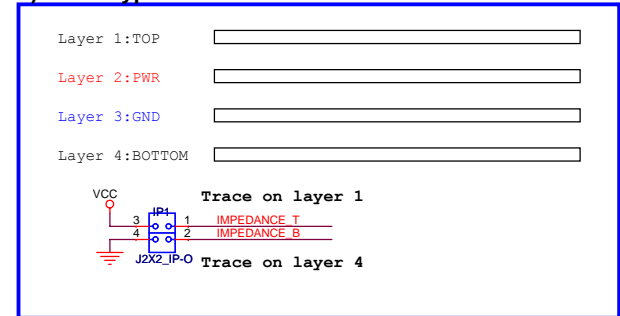 Layer 1:TOP
Layer 2:PWR
Layer 3:GND
Layer 4:BOTTOM
VCC
Trace on layer 1
IP1
3 1 IMPEDANCE_T
4 2 IMPEDANCE_B
J2X2_IP-O
Trace on layer 4